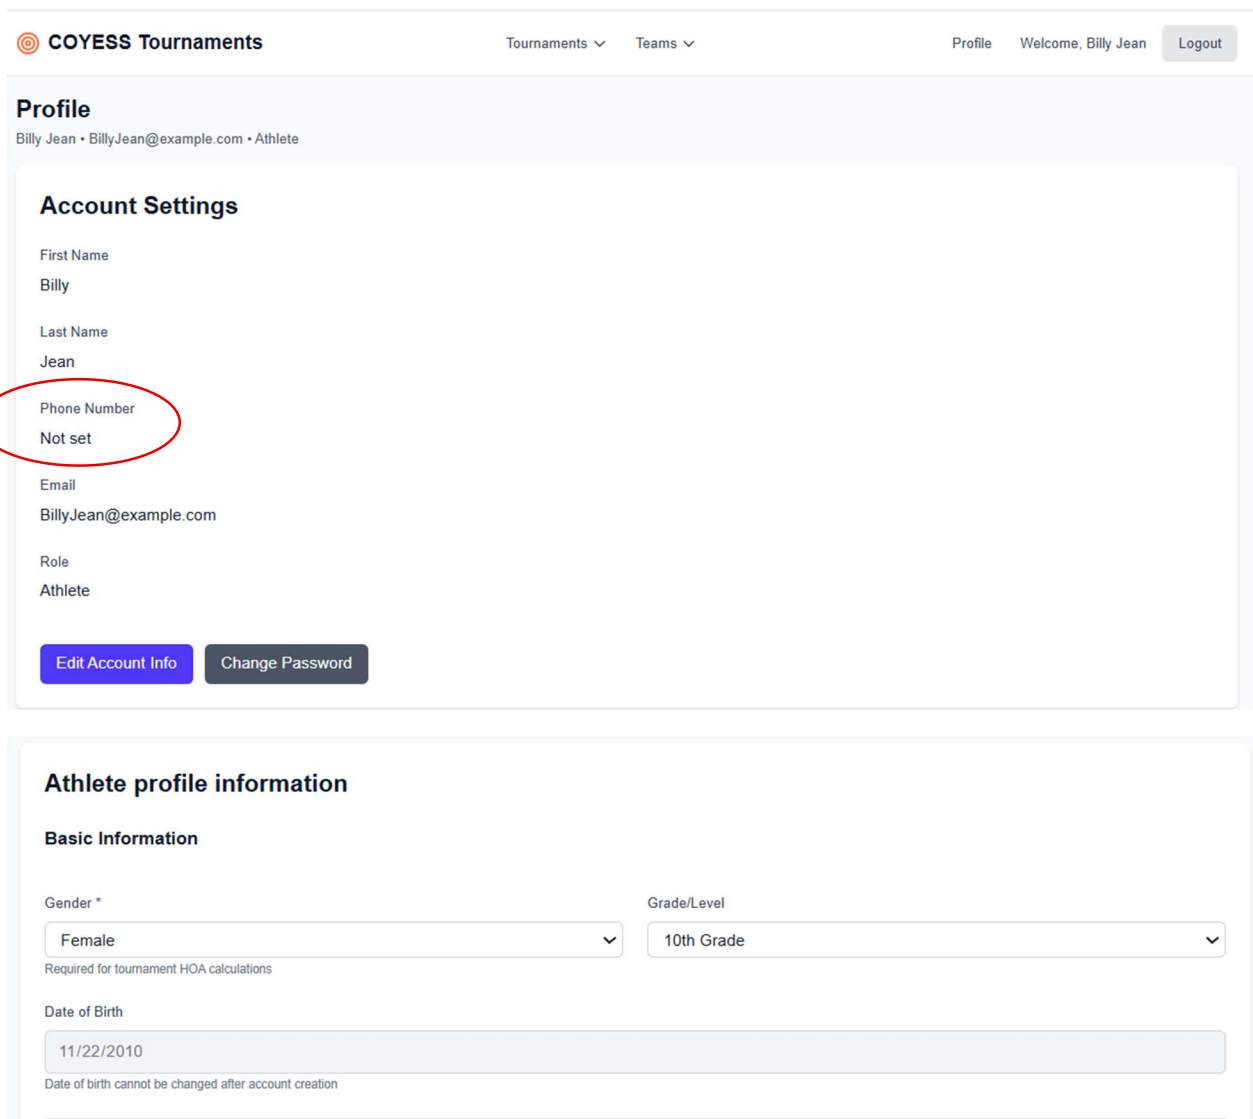 COYESS Tournaments
Tournaments
Teams
Profile
Welcome, Billy Jean
Logout
Profile
Billy Jean • BillyJean@example.com • Athlete
Account Settings
First Name
Billy
Last Name
Jean
Phone Number
Not set
Email
BillyJean@example.com
Role
Athlete
Edit Account Info
Change Password
Athlete profile information
Basic Information
Gender *
Grade/Level
Female
10th Grade
Required for tournament HOA calculations
Date of Birth
11/22/2010
Date of birth cannot be changed after account creation